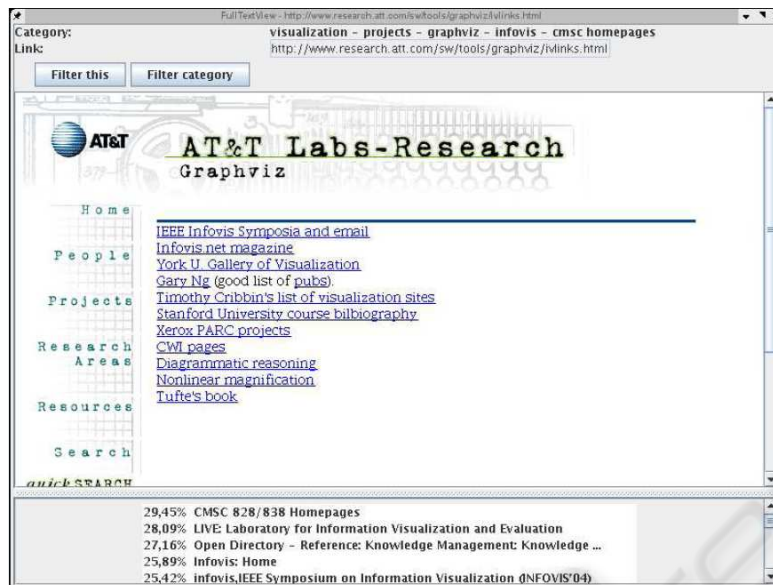 FullTextView - http://www.research.att.com/sw/tools/graphviz/ivlinks.html
Category: visualization - projects - graphviz - infovis - cmsc homepages
Link: http://www.research.att.com/sw/tools/graphviz/ivlinks.html
Filter this Filter category
AT&T AT&T Labs-Research
Graphviz
Home
People
Projects
Research
Areas
Resources
Search
quickSEARCH
IEEE Infovis Symposia and email
Infovis.net magazine
York U. Gallery of Visualization
Gary Ng (good list of pubs).
Timothy Cribbin's list of visualization sites
Stanford University course bilbiography
Xerox PARC projects
CWI pages
Diagrammatic reasoning
Nonlinear magnification
Tufte's book
29,45% CMSC 828/838 Homepages
28,09% LIVE: Laboratory for Information Visualization and Evaluation
27,16% Open Directory - Reference: Knowledge Management: Knowledge ...
25,89% Infovis: Home
25,42% infovis,IEEE Symposium on Information Visualization (INFOVIS'04)